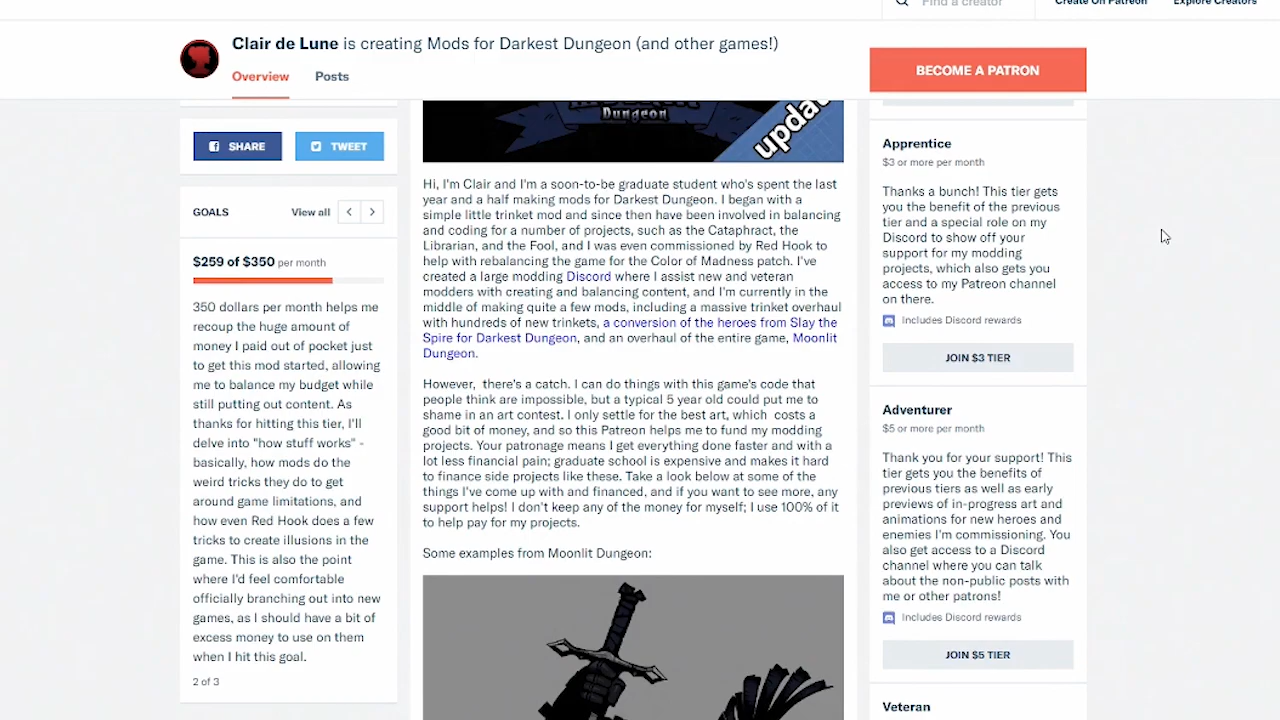 Find a creator
Create On Patreon
Explore Creators
Clair de Lune is creating Mods for Darkest Dungeon (and other games!)
Overview
Posts
BECOME A PATRON
SHARE
TWEET
GOALS
View all
$259 of $350 per month
350 dollars per month helps me
recoup the huge amount of
money I paid out of pocket just
to get this mod started, allowing
me to balance my budget while
still putting out content. As
thanks for hitting this tier, I'll
delve into "how stuff works" -
basically, how mods do the
weird tricks they do to get
around game limitations, and
how even Red Hook does a few
tricks to create illusions in the
game. This is also the point
where I'd feel comfortable
officially branching out into new
games, as I should have a bit of
excess money to use on them
when I hit this goal.
2 of 3
Dungeon
Hi, I'm Clair and I'm a soon-to-be graduate student who's spent the last
year and a half making mods for Darkest Dungeon. I began with a
simple little trinket mod and since then have been involved in balancing
and coding for a number of projects, such as the Cataphract, the
Librarian, and the Fool, and I was even commissioned by Red Hook to
help with rebalancing the game for the Color of Madness patch. I've
created a large modding Discord where I assist new and veteran
modders with creating and balancing content, and I'm currently in the
middle of making quite a few mods, including a massive trinket overhaul
with hundreds of new trinkets, a conversion of the heroes from Slay the
Spire for Darkest Dungeon, and an overhaul of the entire game, Moonlit
Dungeon.
However, there's a catch. I can do things with this game's code that
people think are impossible, but a typical 5 year old could put me to
shame in an art contest. I only settle for the best art, which costs a
good bit of money, and so this Patreon helps me to fund my modding
projects. Your patronage means I get everything done faster and with a
lot less financial pain; graduate school is expensive and makes it hard
to finance side projects like these. Take a look below at some of the
things I've come up with and financed, and if you want to see more, any
support helps! I don't keep any of the money for myself; I use 100% of it
to help pay for my projects.
Some examples from Moonlit Dungeon:
Apprentice
$3 or more per month
Thanks a bunch! This tier gets
you the benefit of the previous
tier and a special role on my
Discord to show off your
support for my modding
projects, which also gets you
access to my Patreon channel
on there.
Includes Discord rewards
JOIN $3 TIER
Adventurer
$5 or more per month
Thank you for your support! This
tier gets you the benefits of
previous tiers as well as early
previews of in-progress art and
animations for new heroes and
enemies I'm commissioning. You
also get access to a Discord
channel where you can talk
about the non-public posts with
me or other patrons!
Includes Discord rewards
JOIN $5 TIER
Veteran